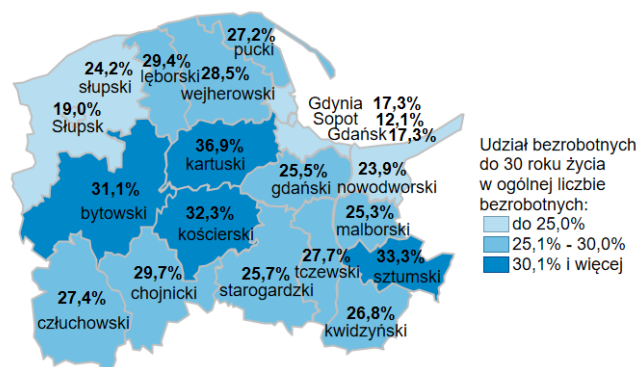 27,2%
pucki
29,4%
lęborski
24,2%
słupski
28,5%
wejherowski
19,0%
Słupsk
Gdynia 17,3%
Sopot 12,1%
Gdańsk 17,3%
36,9%
kartuski
25,5%
gdański
23,9%
nowodworski
31,1%
bytowski
32,3%
kościerski
25,3%
malborski
29,7%
chojnicki
25,7%
starogardzki
27,7%
tczewski
33,3%
sztumski
27,4%
człuchowski
26,8%
kwidzyński
Udział bezrobotnych
do 30 roku życia
w ogólnej liczbie
bezrobotnych:
do 25,0%
25,1% - 30,0%
30,1% i więcej